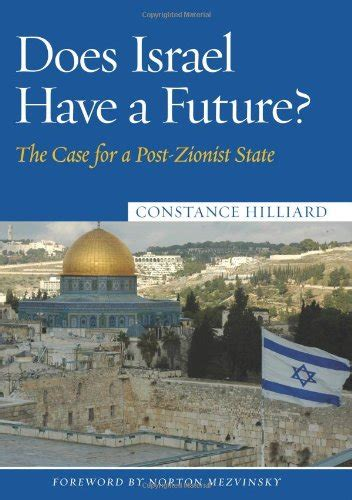 Does Israel
Have a Future?
The Case for a Post-Zionist State
CONSTANCE HILLIARD
FOREWORD BY NORTON MEZVINSKY